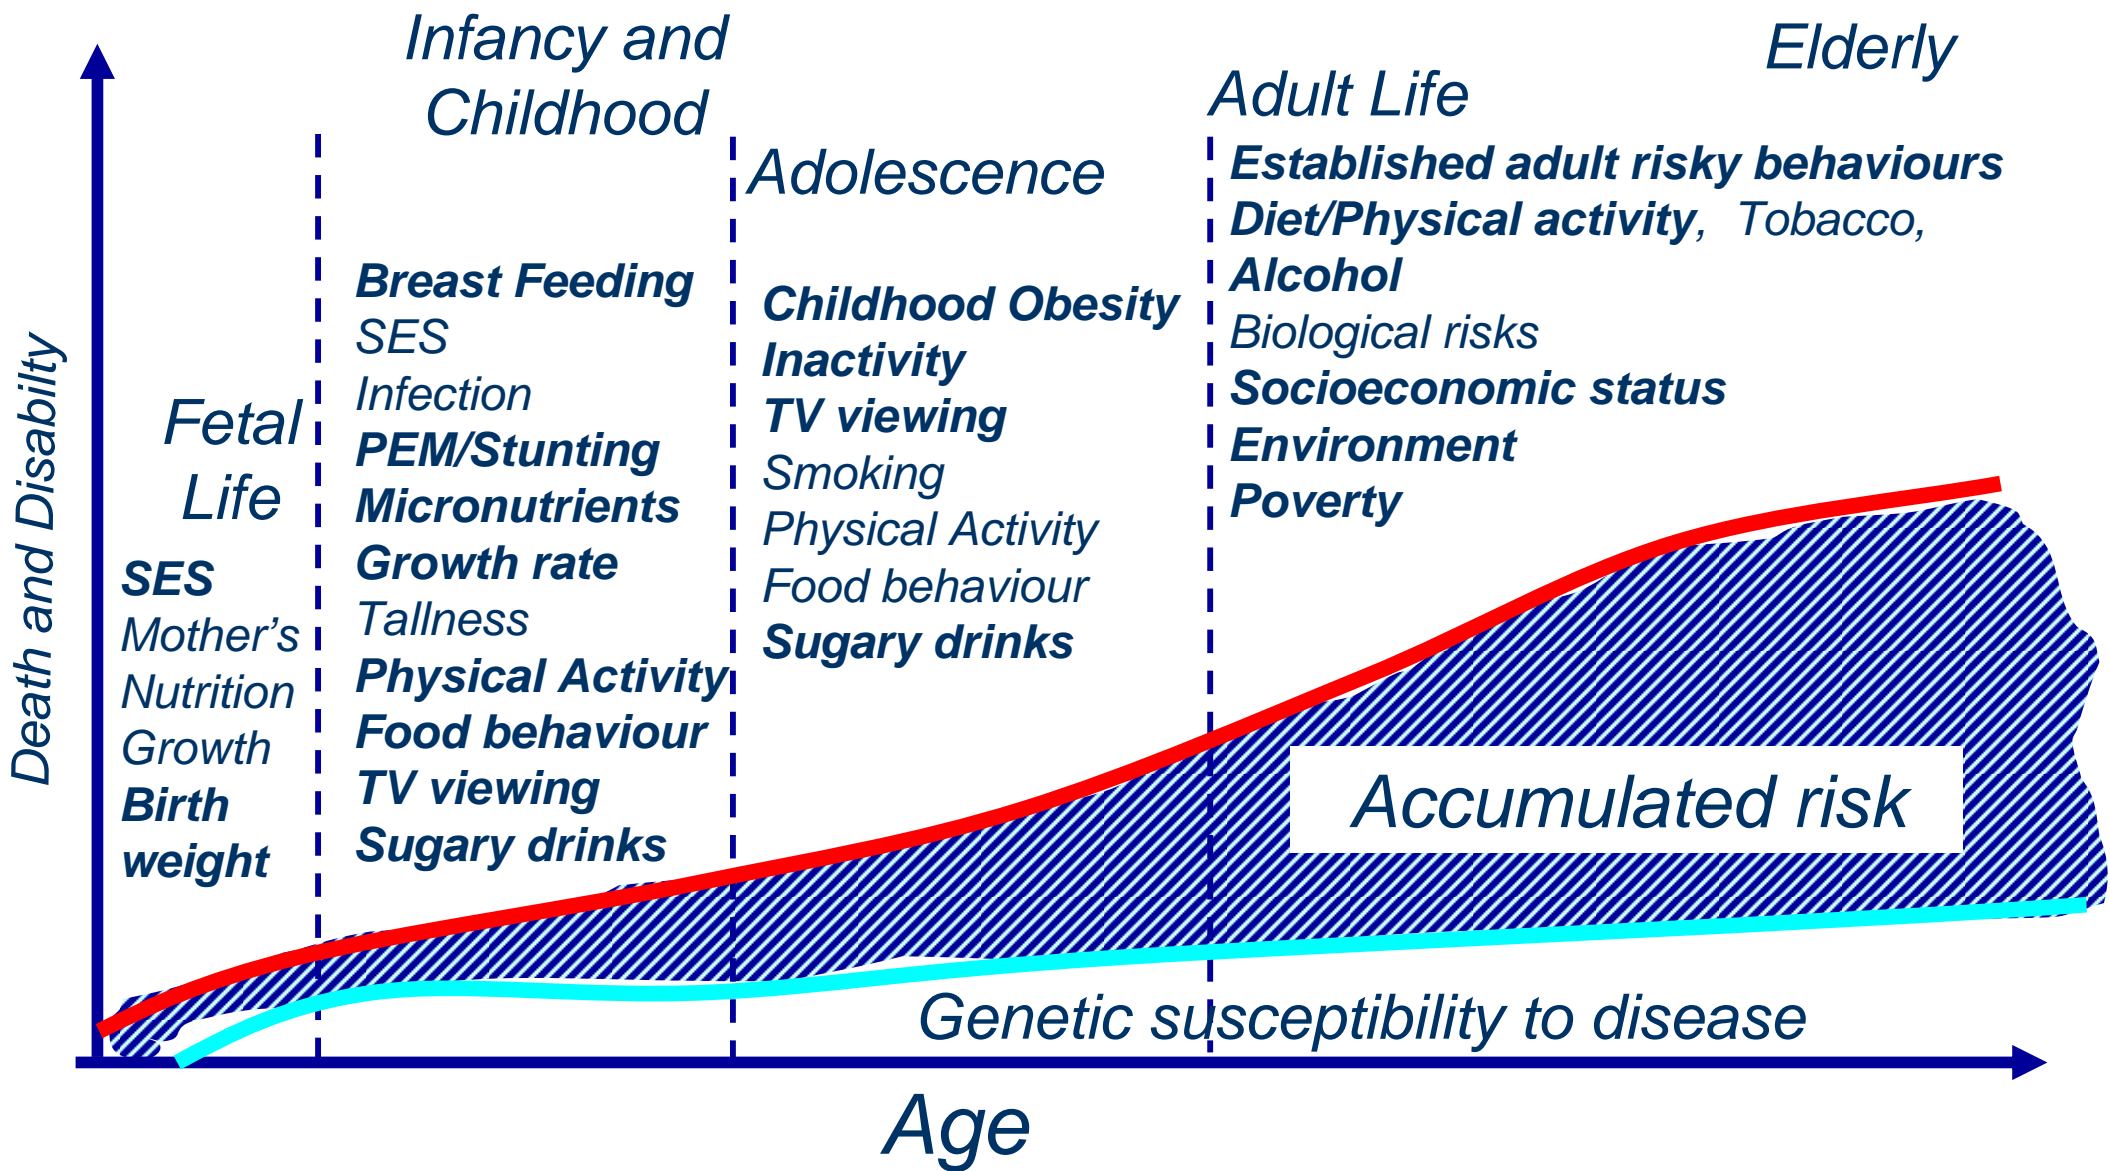 Infancy and
Childhood
Elderly
Adult Life
Adolescence
Fetal
Life
Death and Disabilty
SES
Mother’s
Nutrition
Growth
Birth
weight
Breast Feeding
SES
Infection
PEM/Stunting
Micronutrients
Growth rate
Tallness
Physical Activity
Food behaviour
TV viewing
Sugary drinks
Childhood Obesity
Inactivity
TV viewing
Smoking
Physical Activity
Food behaviour
Sugary drinks
Established adult risky behaviours
Diet/Physical activity, Tobacco,
Alcohol
Biological risks
Socioeconomic status
Environment
Poverty
Accumulated risk
Genetic susceptibility to disease
Age